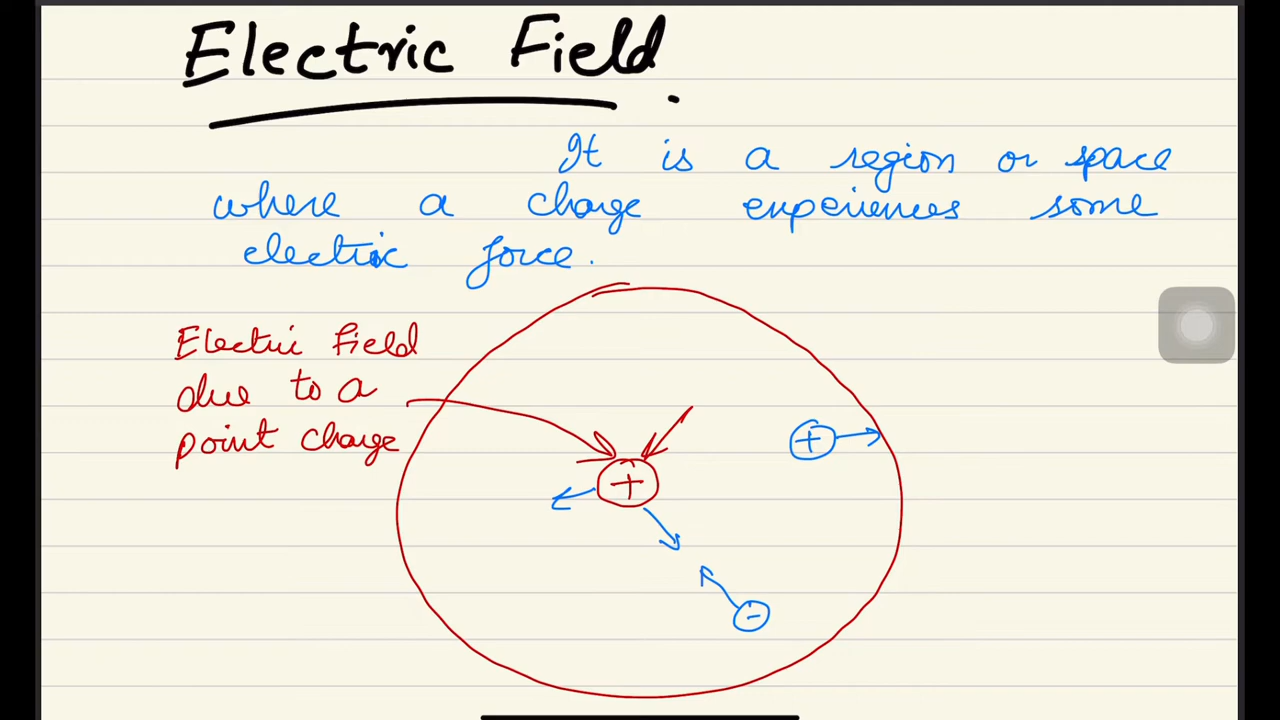 Electric Field.
It is a region or space
where a charge experiences some
electric force.
Electric Field
due to a
point charge
+
+
-